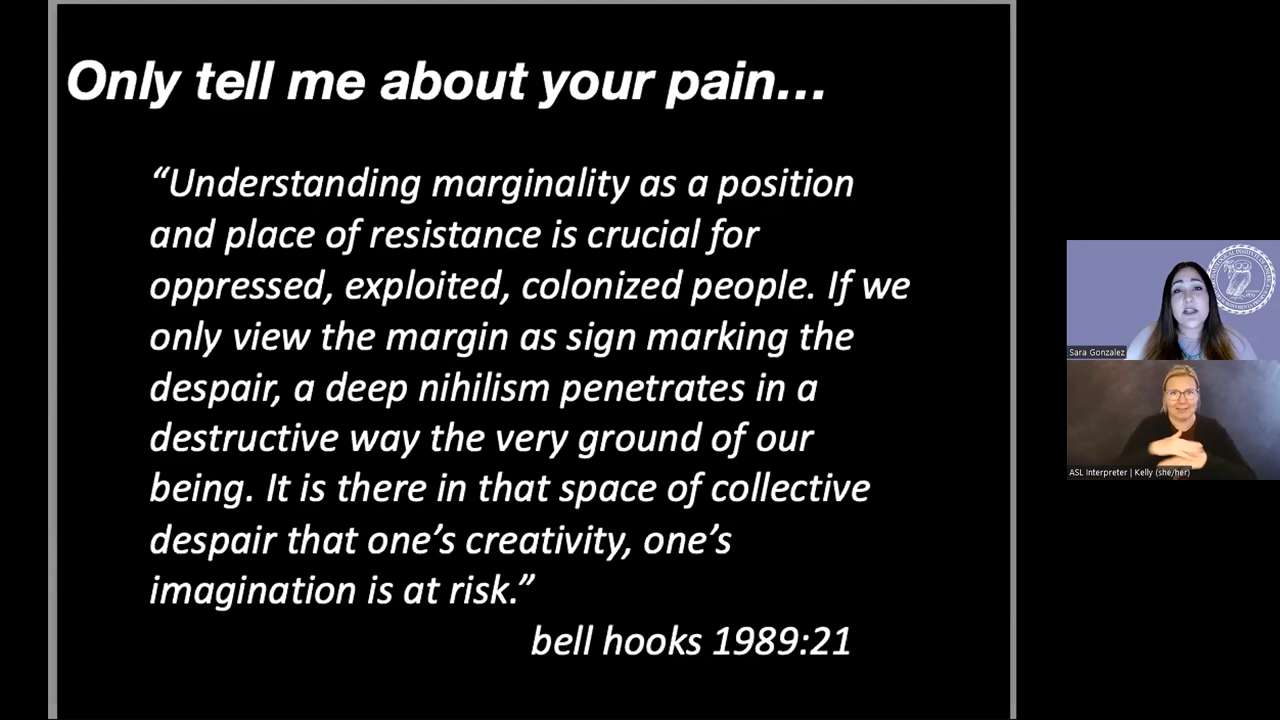 Only tell me about your pain...
“Understanding marginality as a position
and place of resistance is crucial for
oppressed, exploited, colonized people. If we
only view the margin as sign marking the
despair, a deep nihilism penetrates in a
destructive way the very ground of our
being. It is there in that space of collective
despair that one’s creativity, one’s
imagination is at risk.”
bell hooks 1989:21
Sara Gonzalez
ASL Interpreter | Kelly (she/her)